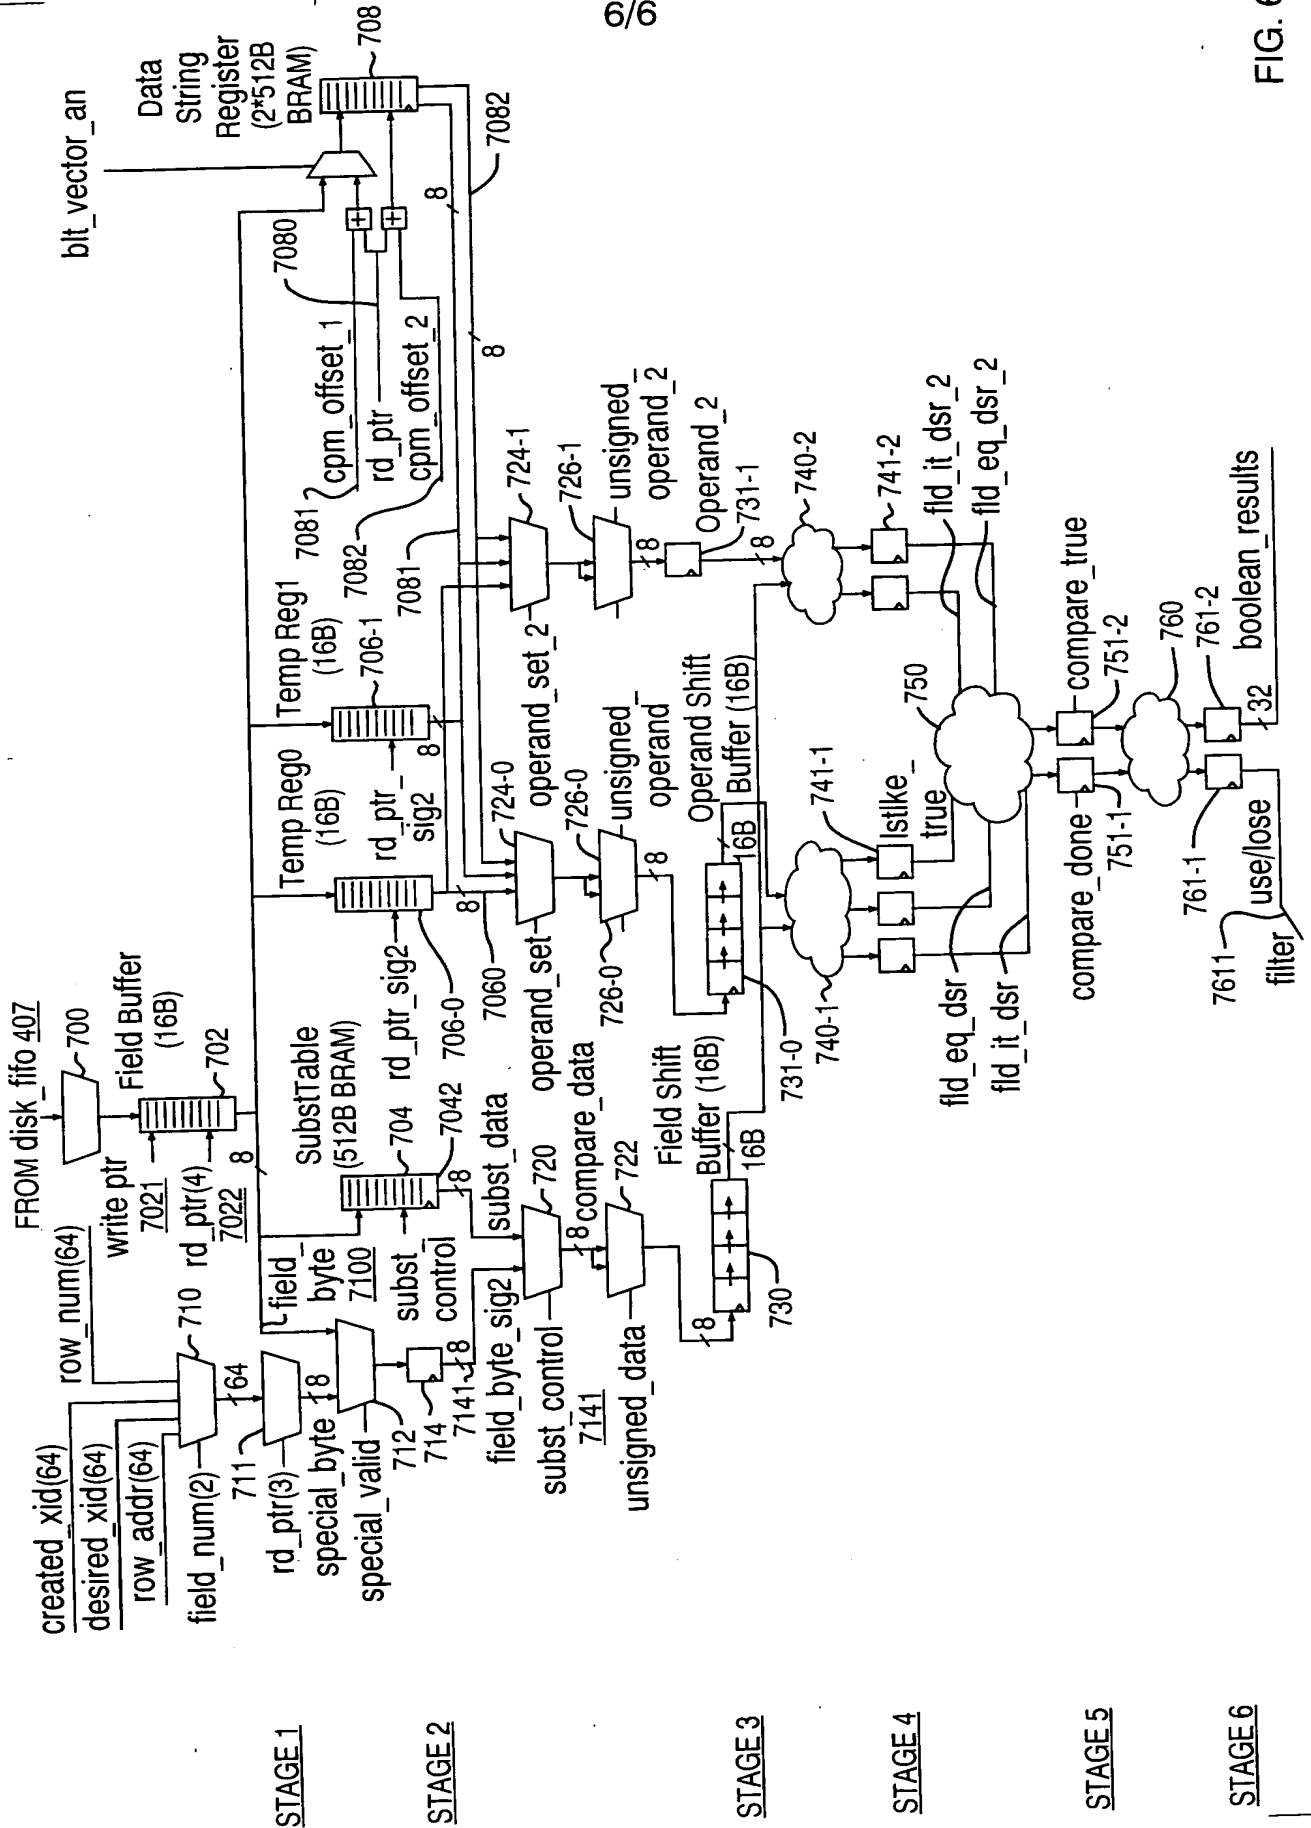 6/6
FIG. 6
FROM disk_fifo 407
700
Field Buffer
(16B)
702
write ptr
7021
rd_ptr(4)
7022
8
row_num(64)
created_xid(64)
desired_xid(64)
row_addr(64)
710
field_num(2)
64
711
rd_ptr(3)
8
special_byte
special_valid
712
714
7141
8
field_
byte
7100
SubstTable
(512B BRAM)
704
7042
8
subst_
control
subst_data
Temp Reg0
(16B)
rd_ptr_sig2
706-0
8
7060
Temp Reg1
(16B)
706-1
rd_ptr_
sig2
8
blt_vector_an
Data
String
Register
(2*512B
BRAM)
708
7080
7081
cpm_offset_1
rd_ptr
cpm_offset_2
7082
7081
8
7082
8
field_byte_sig2
subst_control
7141
720
8
compare_data
722
unsigned_data
8
operand_set
724-0
726-0
726-0
unsigned_
operand
8
operand_set_2
724-1
726-1
unsigned_
operand_2
8
Operand_2
731-1
8
Field Shift
Buffer (16B)
16B
730
Operand Shift
Buffer (16B)
16B
731-0
740-1
740-2
741-1
741-2
lstlke_
true
fld_eq_dsr
fld_it_dsr
fld_it_dsr_2
fld_eq_dsr_2
750
compare_done
751-1
compare_true
751-2
760
761-1
761-2
7611
use/lose
filter
32
boolean_results
STAGE 1
STAGE 2
STAGE 3
STAGE 4
STAGE 5
STAGE 6